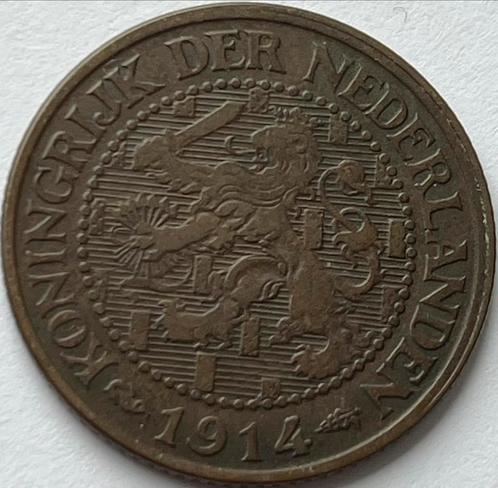 KONINGRIJK DER NEDERLANDEN
1914